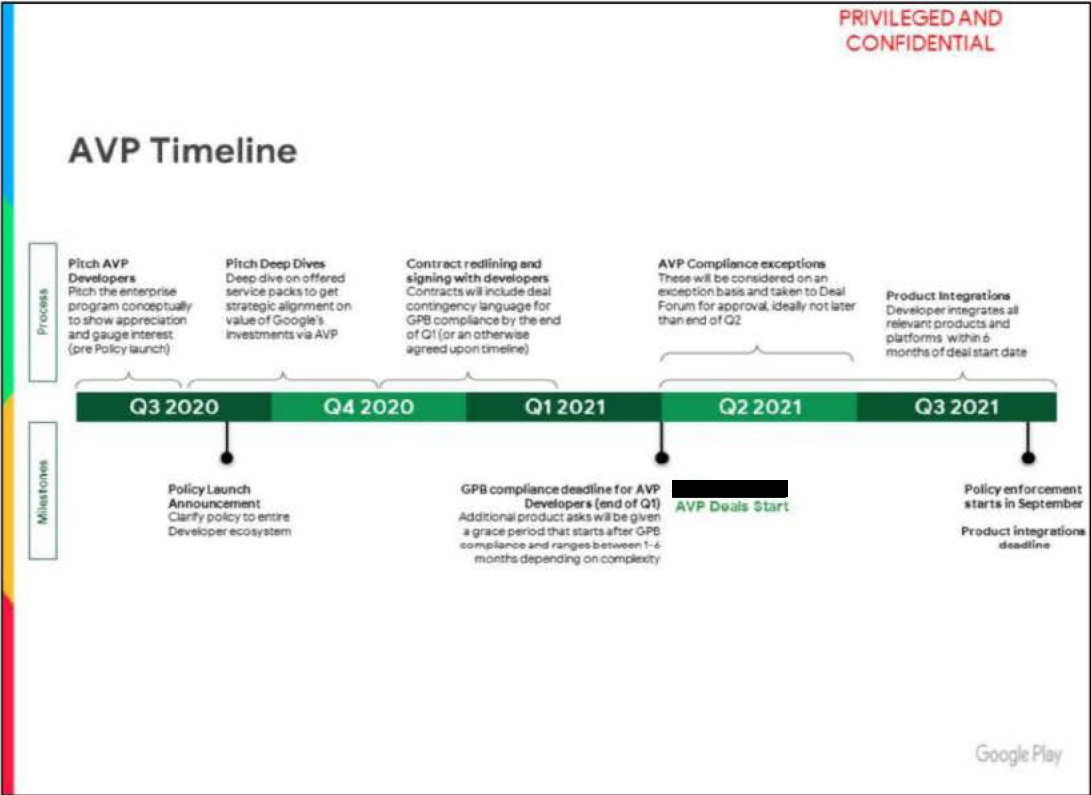 PRIVILEGED AND
CONFIDENTIAL
AVP Timeline
Process
Pitch AVP
Developers
Pitch the enterprise
program conceptually
to show appreciation
and gauge interest
(pre Policy launch)
Pitch Deep Dives
Deep dive on offered
service packs to get
strategic alignment on
value of Google's
investments via AVP
Contract redlining and
signing with developers
Contracts will include deal
contingency language for
GPB compliance by the end
of Q1 (or an otherwise
agreed upon timeline)
AVP Compliance exceptions
These will be considered on an
exception basis and taken to Deal
Forum for approval, ideally not later
than end of Q2
Product Integrations
Developer integrates all
relevant products and
platforms within 6
months of deal start date
Q3 2020
Q4 2020
Q1 2021
Q2 2021
Q3 2021
Milestones
Policy Launch
Announcement
Clarify policy to entire
Developer ecosystem
GPB compliance deadline for AVP
Developers (end of Q1)
Additional product asks will be given
a grace period that starts after GPB
compliance and ranges between 1-6
months depending on complexity
AVP Deals Start
Policy enforcement
starts in September
Product integrations
deadline
Google Play